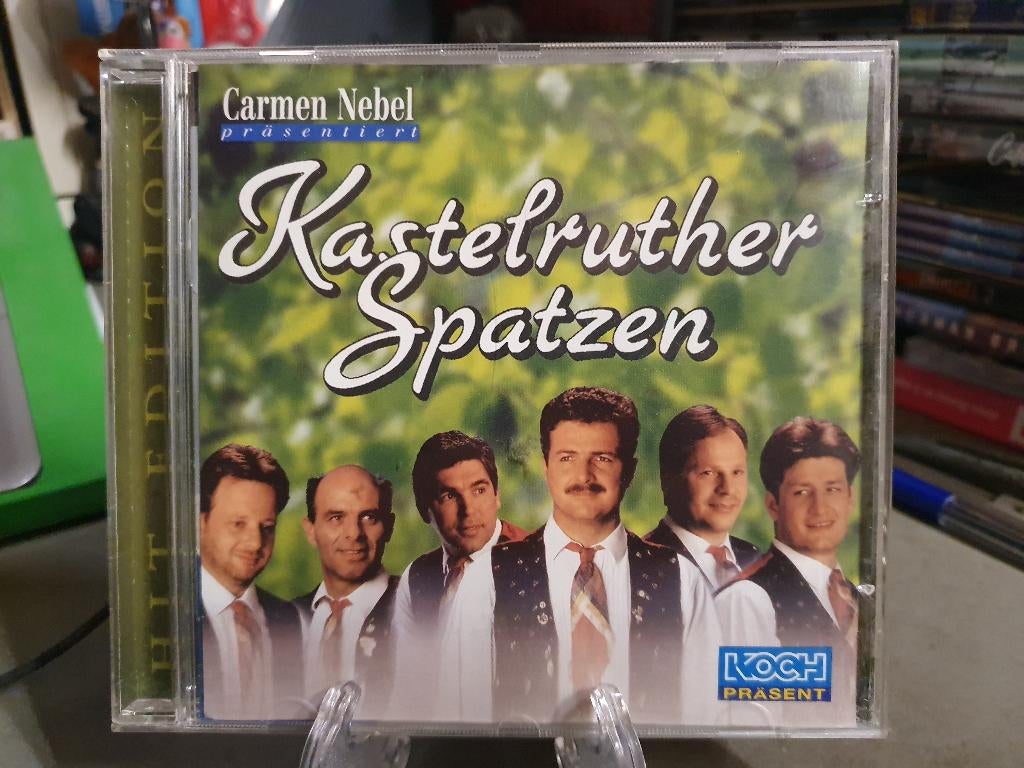 Carmen Nebel
präsentiert
Kastelruther
Spatzen
HIT EDITION
KOCH
PRÄSENT